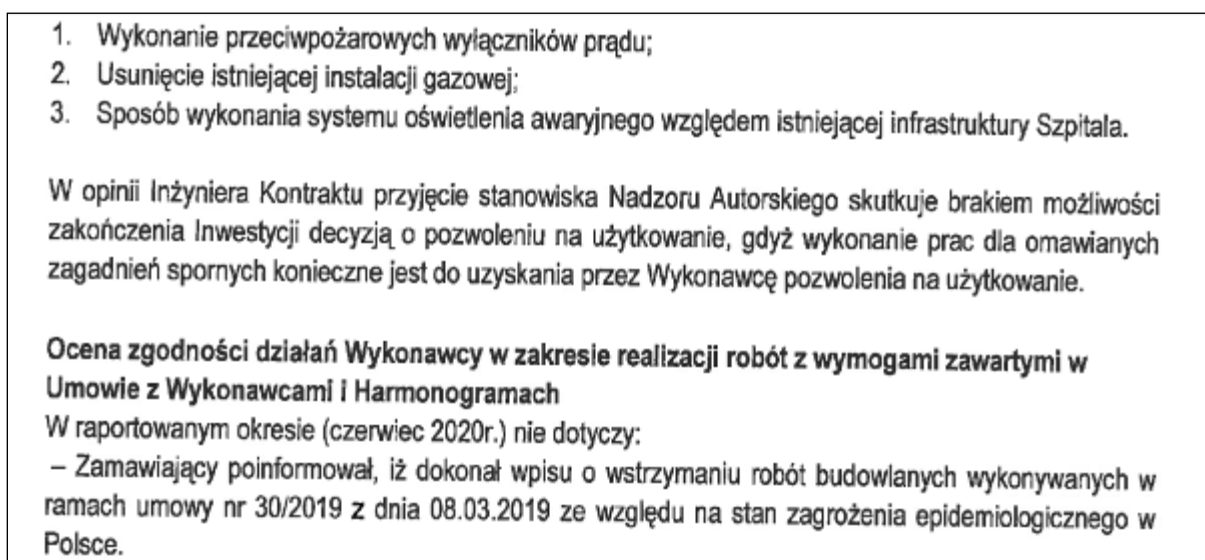 1. Wykonanie przeciwpożarowych wyłączników prądu;
2. Usunięcie istniejącej instalacji gazowej;
3. Sposób wykonania systemu oświetlenia awaryjnego względem istniejącej infrastruktury Szpitala.
W opinii Inżyniera Kontraktu przyjęcie stanowiska Nadzoru Autorskiego skutkuje brakiem możliwości
zakończenia Inwestycji decyzją o pozwoleniu na użytkowanie, gdyż wykonanie prac dla omawianych
zagadnień spornych konieczne jest do uzyskania przez Wykonawcę pozwolenia na użytkowanie.
Ocena zgodności działań Wykonawcy w zakresie realizacji robót z wymogami zawartymi w
Umowie z Wykonawcami i Harmonogramach
W raportowanym okresie (czerwiec 2020r.) nie dotyczy:
– Zamawiający poinformował, iż dokonał wpisu o wstrzymaniu robót budowlanych wykonywanych w
ramach umowy nr 30/2019 z dnia 08.03.2019 ze względu na stan zagrożenia epidemiologicznego w
Polsce.